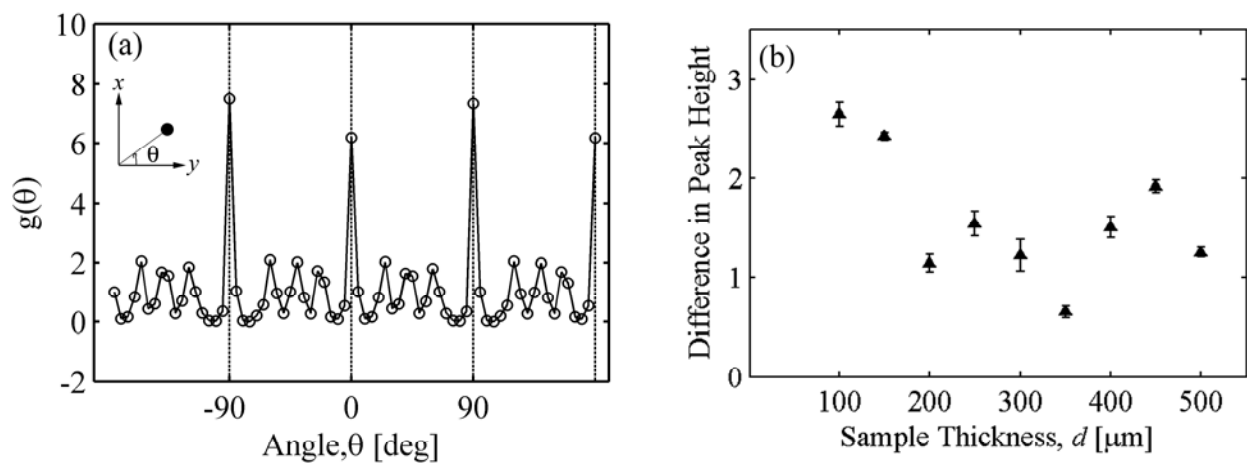 (a)
10
8
6
4
2
0
-2
g(θ)
x
θ
y
-90
0
90
Angle,θ [deg]
(b)
3
2
1
0
Difference in Peak Height
100
200
300
400
500
Sample Thickness, d [μm]